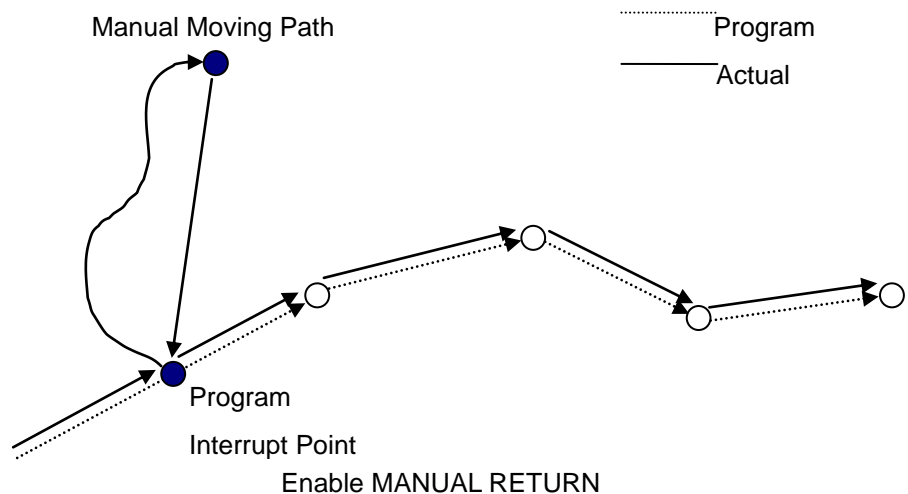 Manual Moving Path
Program
Actual
Program
Interrupt Point
Enable MANUAL RETURN